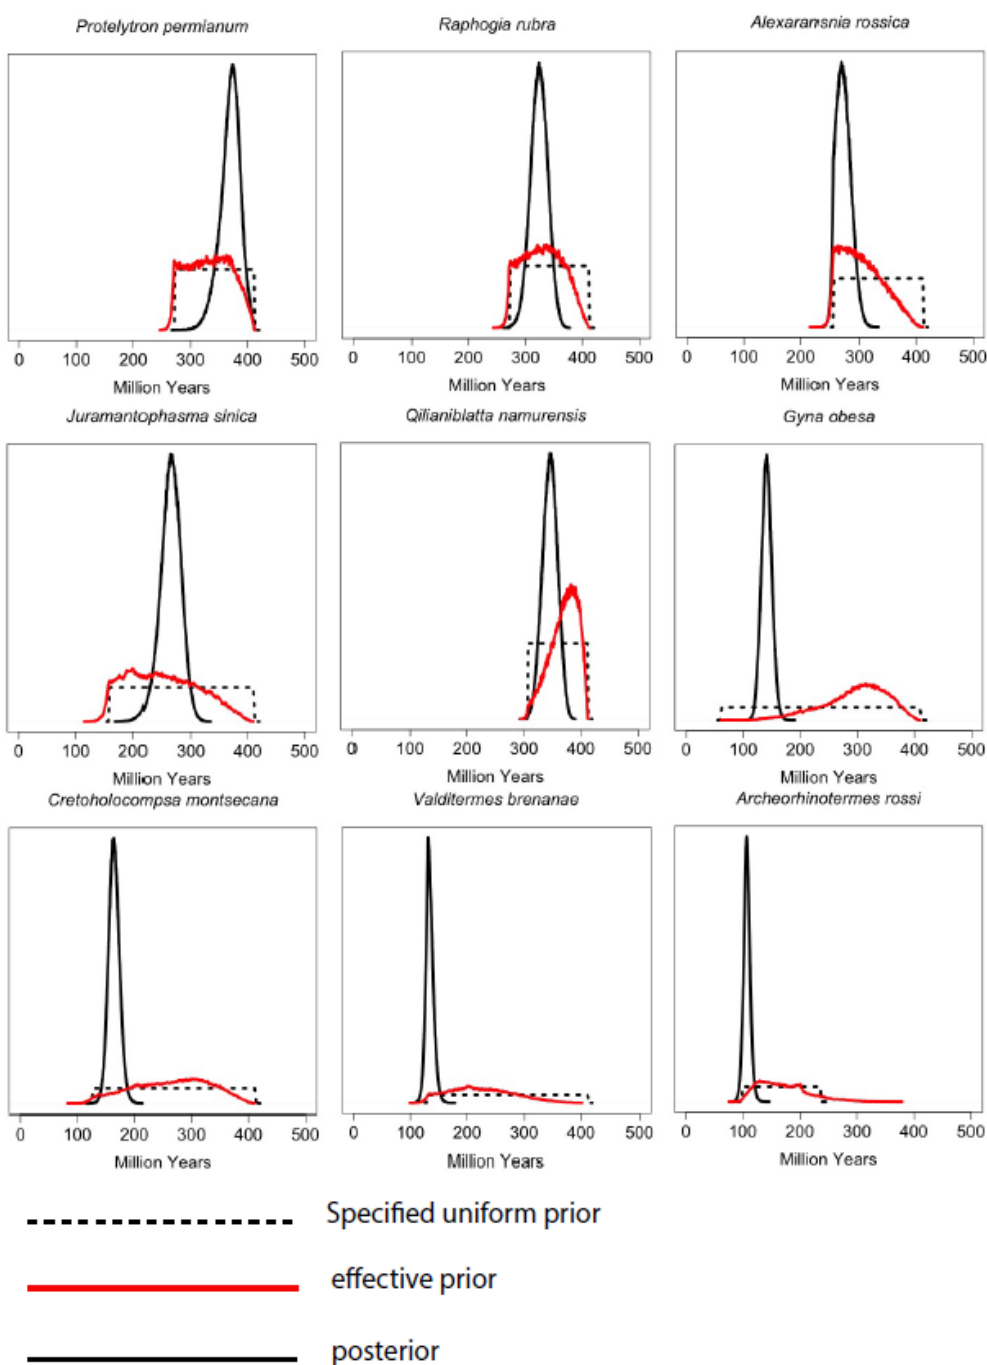 Protelytron permianum Raphogia rubra Alexaransnia rossica
0 100 200 300 400 500 0 100 200 300 400 500 0 100 200 300 400 500
Million Years Million Years Million Years
Juramantophasma sinica Qilianiblatta namurensis Gyna obesa
0 100 200 300 400 500 0 100 200 300 400 500 0 100 200 300 400 500
Million Years Million Years Million Years
Cretoholocompsa montsecana Valditermes brenanae Archeorhinotermes rossi
0 100 200 300 400 500 0 100 200 300 400 500 0 100 200 300 400 500
Million Years Million Years Million Years
Specified uniform prior
effective prior
posterior